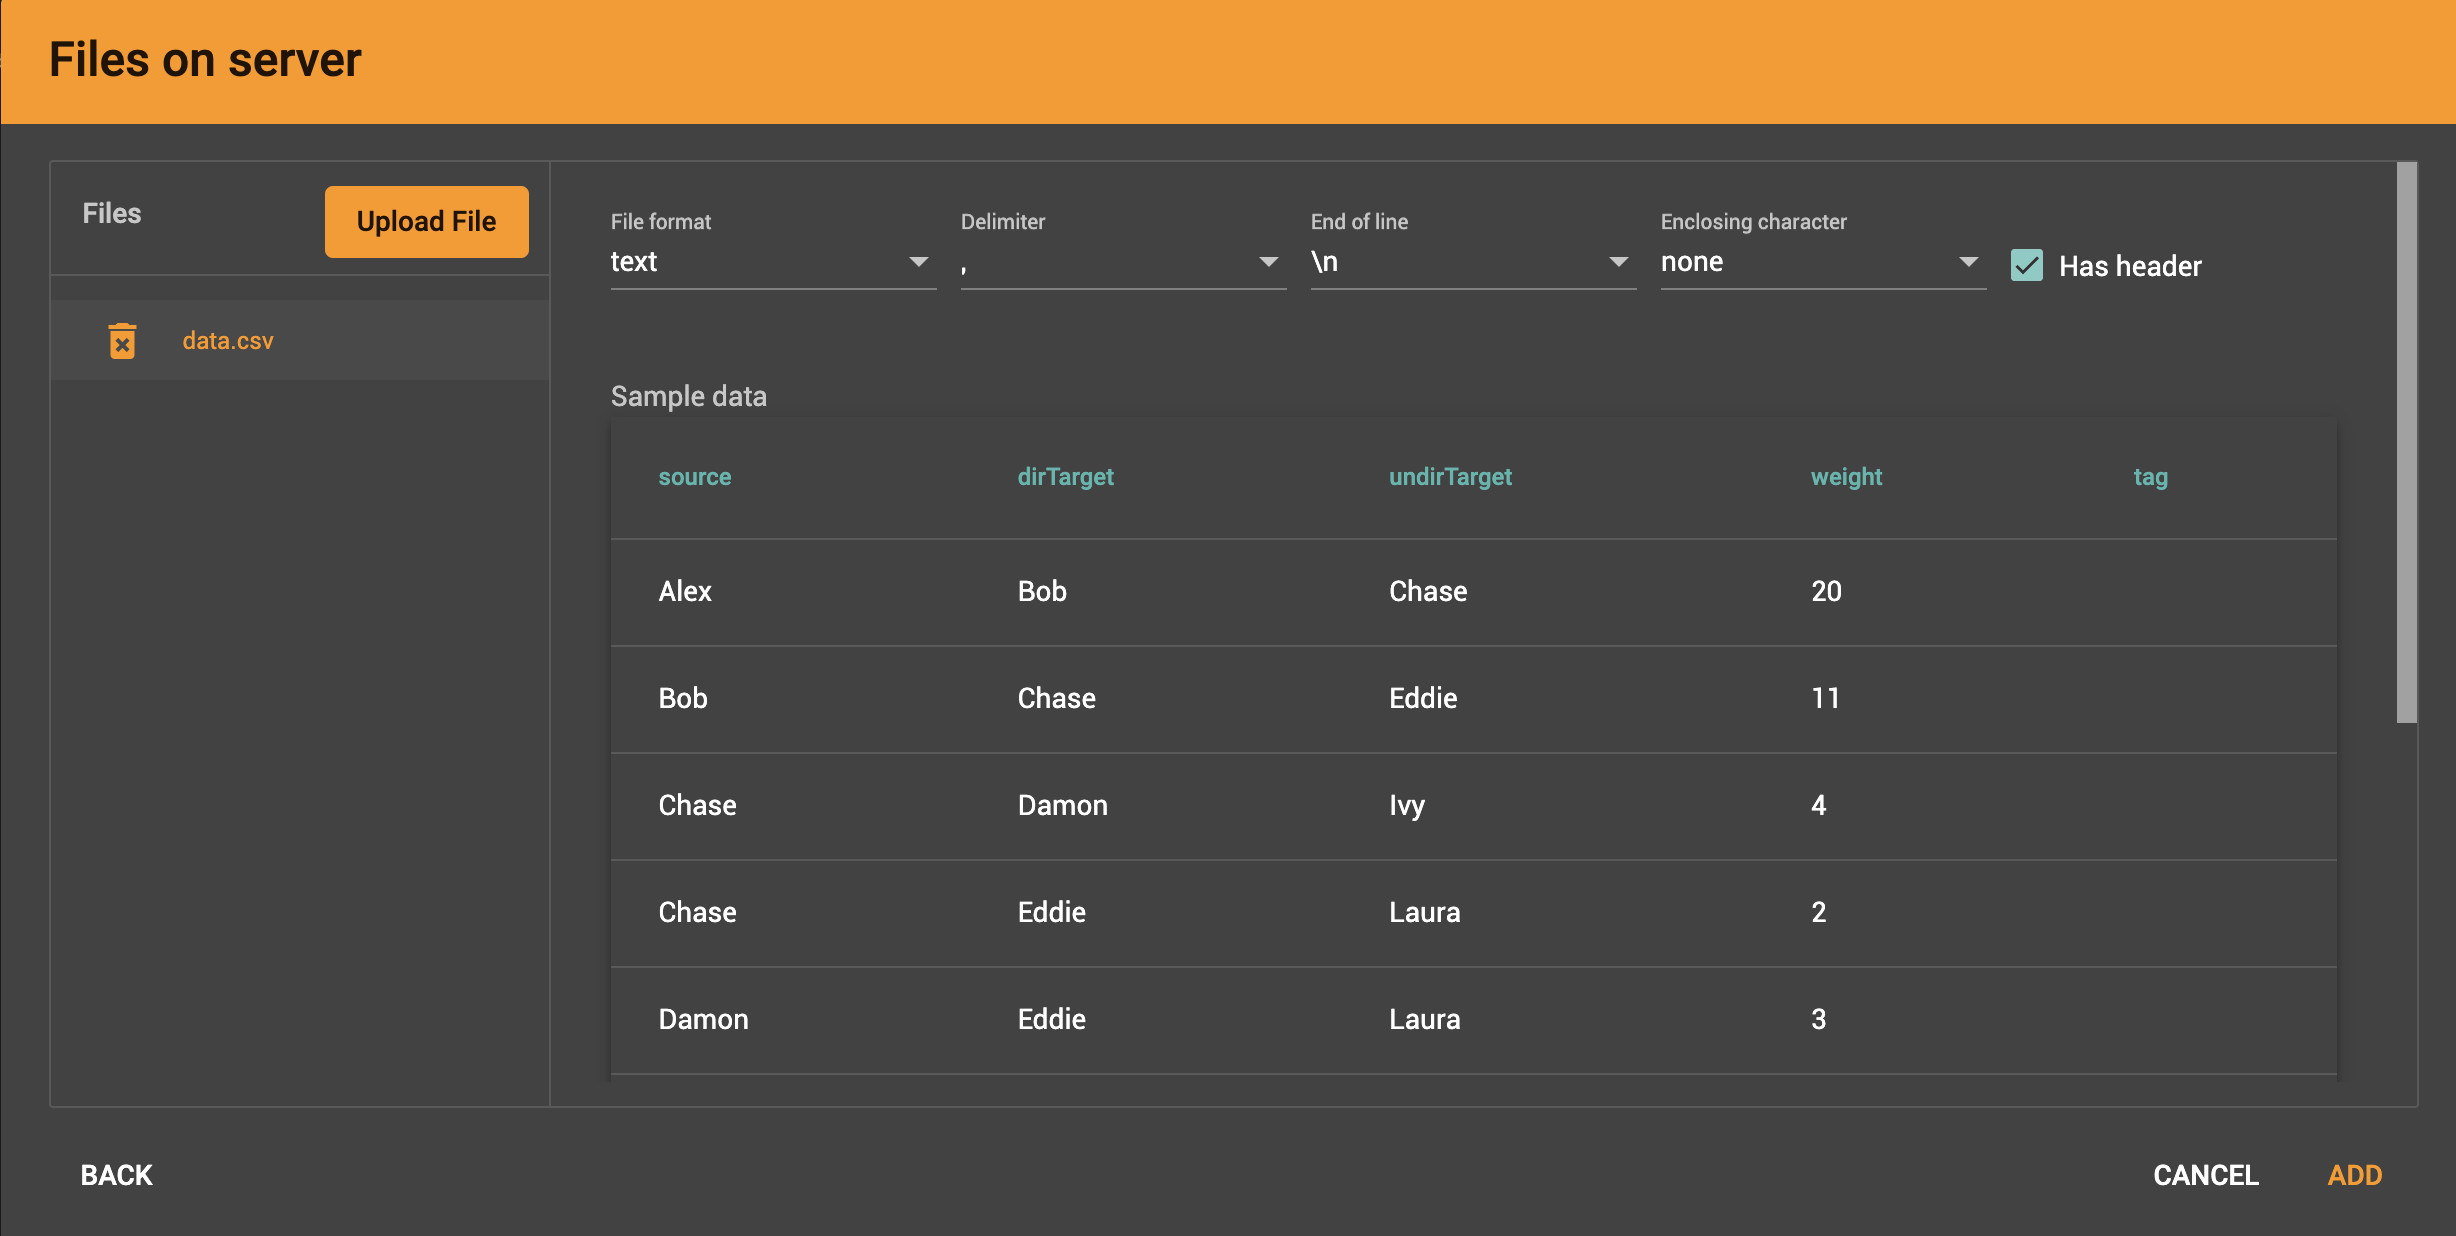 Files on server
Files
Upload File
data.csv
File format
Delimiter
End of line
Enclosing character
text
,
\n
none
Has header
Sample data
source dirTarget undirTarget weight tag
Alex Bob Chase 20
Bob Chase Eddie 11
Chase Damon Ivy 4
Chase Eddie Laura 2
Damon Eddie Laura 3
BACK
CANCEL
ADD